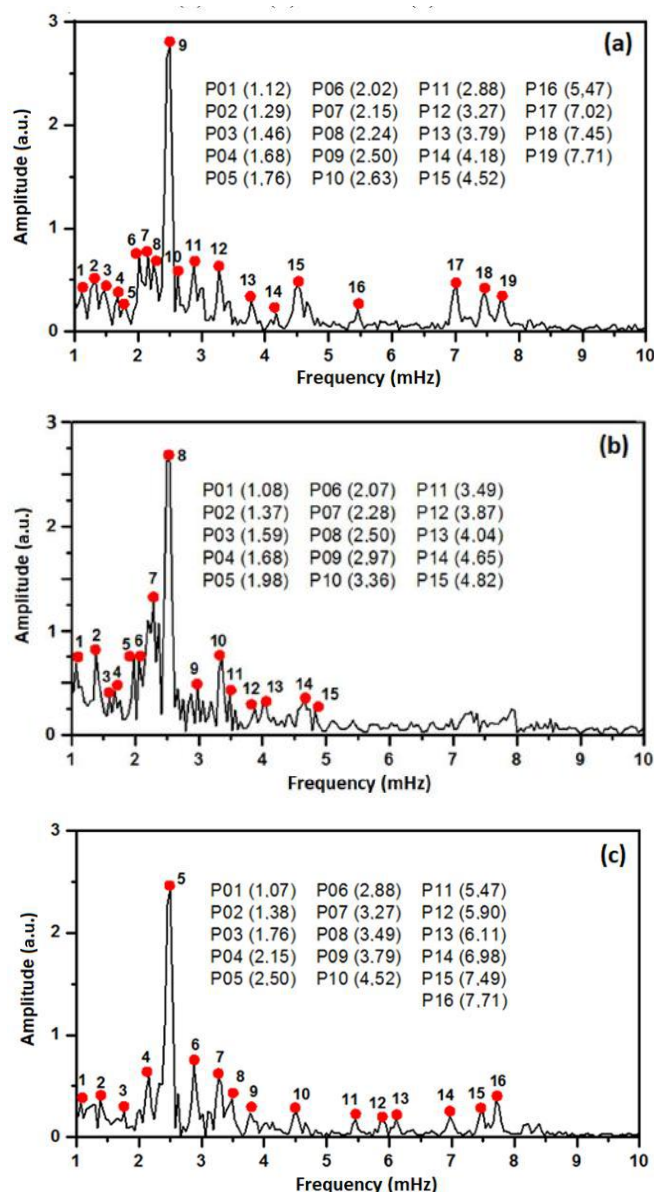 3
(a)
9
P01 (1.12) P06 (2.02) P11 (2.88) P16 (5,47)
P02 (1.29) P07 (2.15) P12 (3.27) P17 (7.02)
P03 (1.46) P08 (2.24) P13 (3.79) P18 (7.45)
P04 (1.68) P09 (2.50) P14 (4.18) P19 (7.71)
P05 (1.76) P10 (2.63) P15 (4.52)
2
Amplitude (a.u.)
1
1 2 3 4 5 6 7 8 10 11 12 13 14 15 16 17 18 19
0
1 2 3 4 5 6 7 8 9 10
Frequency (mHz)
3
(b)
8
P01 (1.08) P06 (2.07) P11 (3.49)
P02 (1.37) P07 (2.28) P12 (3.87)
P03 (1.59) P08 (2.50) P13 (4.04)
P04 (1.68) P09 (2.97) P14 (4.65)
P05 (1.98) P10 (3.36) P15 (4.82)
2
Amplitude (a.u.)
1
1 2 3 4 5 6 7 9 10 11 12 13 14 15
0
1 2 3 4 5 6 7 8 9 10
Frequency (mHz)
3
(c)
5
P01 (1.07) P06 (2.88) P11 (5.47)
P02 (1.38) P07 (3.27) P12 (5.90)
P03 (1.76) P08 (3.49) P13 (6.11)
P04 (2.15) P09 (3.79) P14 (6.98)
P05 (2.50) P10 (4.52) P15 (7.49)
P16 (7.71)
2
Amplitude (a.u.)
1
1 2 3 4 6 7 8 9 10 11 12 13 14 15 16
0
1 2 3 4 5 6 7 8 9 10
Frequency (mHz)